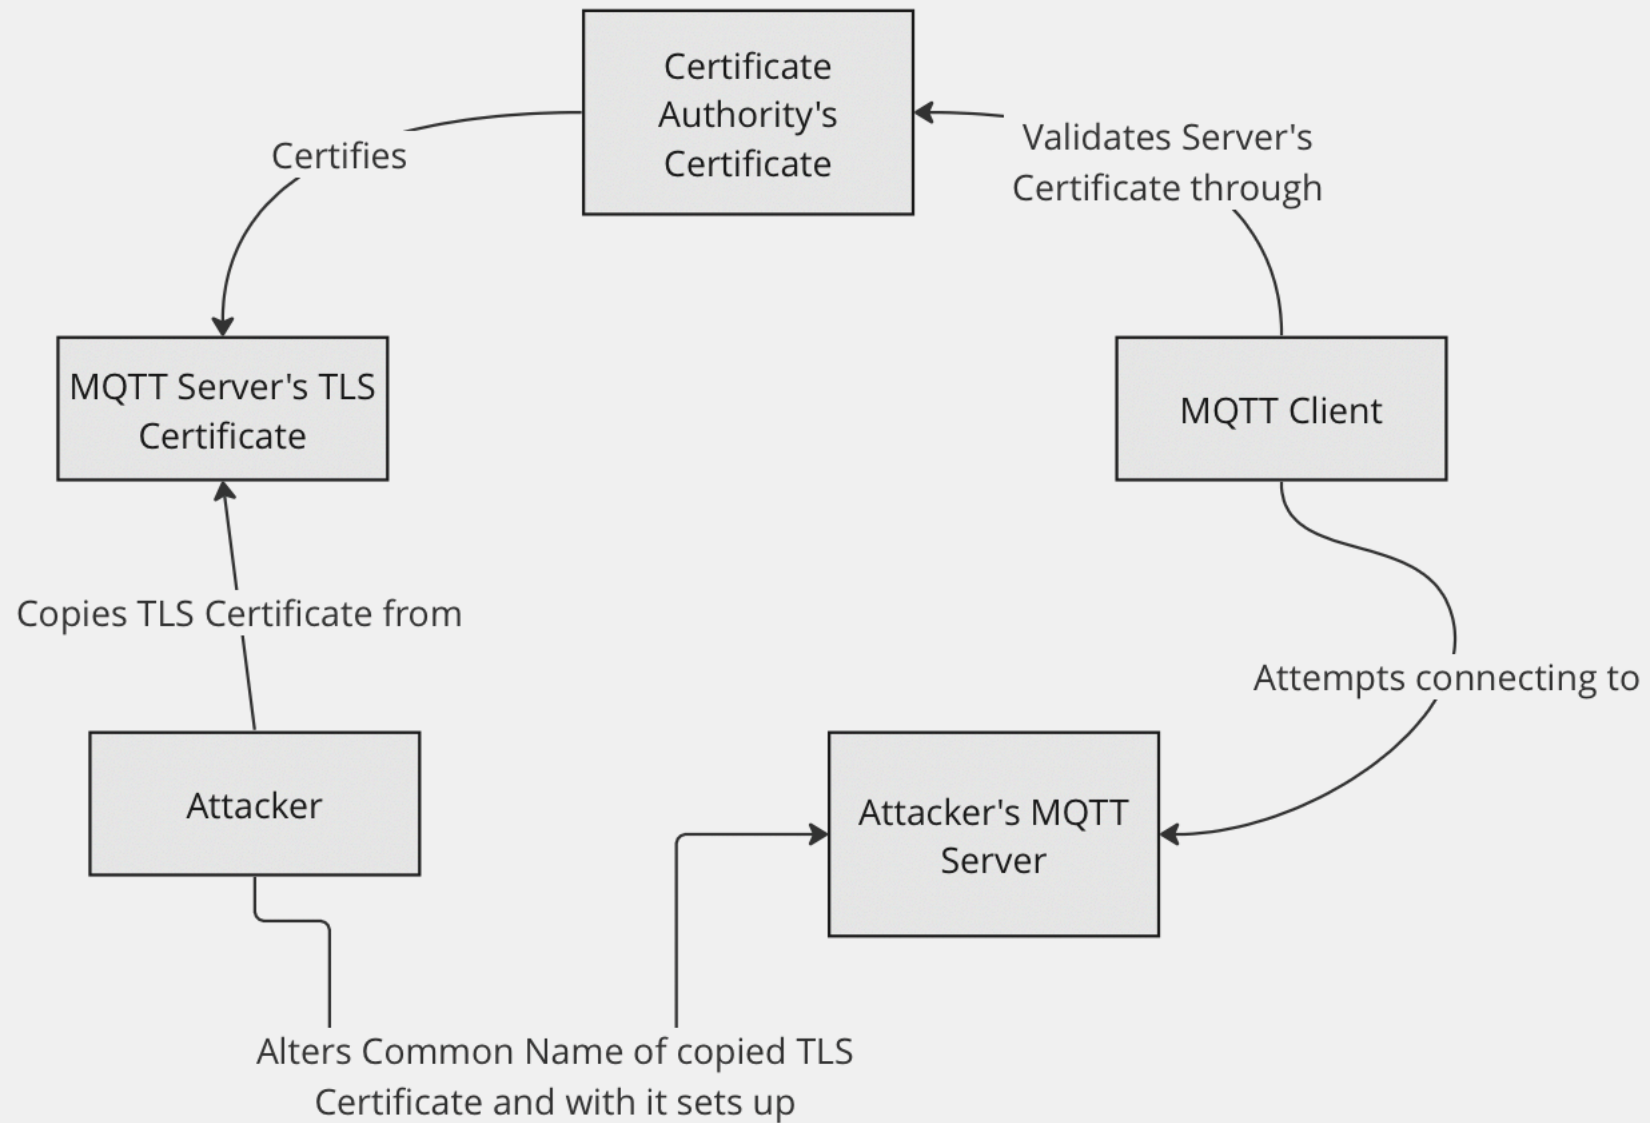 Certificate
Authority's
Certificate
Certifies
Validates Server's
Certificate through
MQTT Server's TLS
Certificate
MQTT Client
Copies TLS Certificate from
Attempts connecting to
Attacker
Attacker's MQTT
Server
Alters Common Name of copied TLS
Certificate and with it sets up